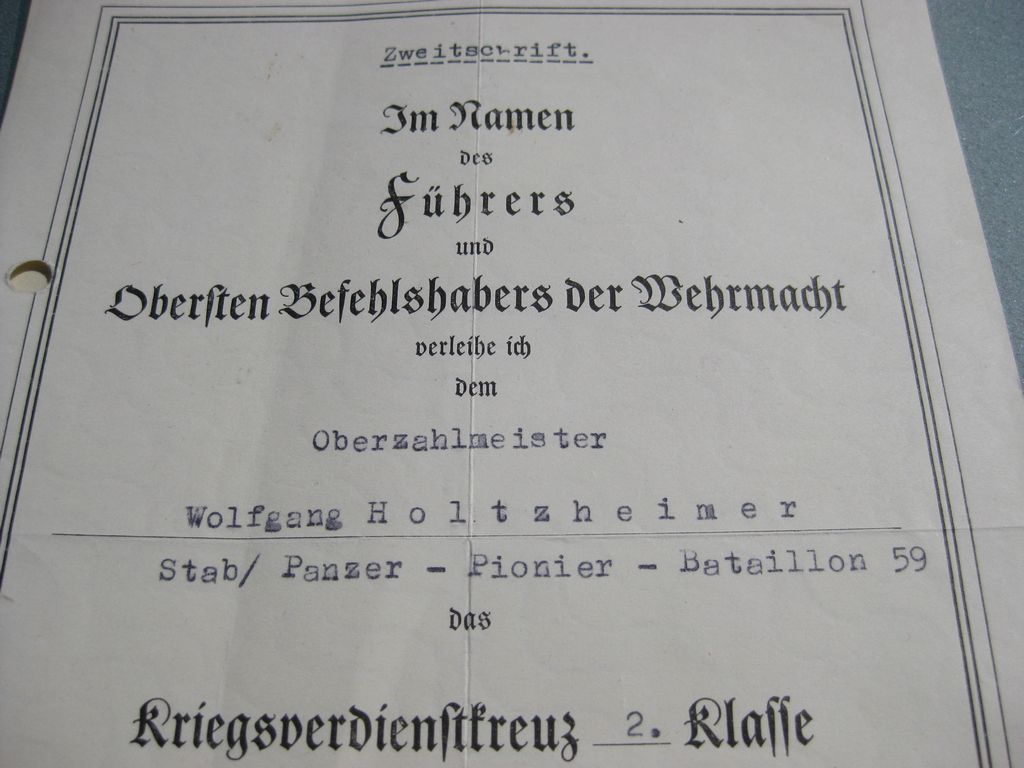 Zweitschrift.
Im Namen
des
Führers
und
Obersten Befehlshabers der Wehrmacht
verleihe ich
dem
Oberzahlmeister
Wolfgang Holtzheimer
Stab/ Panzer - Pionier - Bataillon 59
das
Kriegsverdienstkreuz 2. Klasse